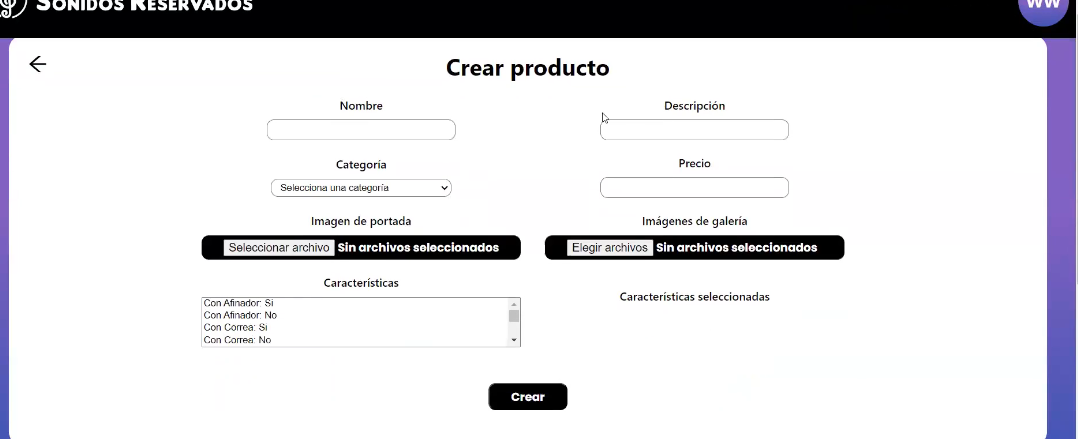 SONIDOS RESERVADOS
WW
Crear producto
Nombre
Descripción
Categoría
Selecciona una categoría
Precio
Imagen de portada
Imágenes de galería
Seleccionar archivo Sin archivos seleccionados
Elegir archivos Sin archivos seleccionados
Características
Características seleccionadas
Con Afinador: Si
Con Afinador: No
Con Correa: Si
Con Correa: No
Crear